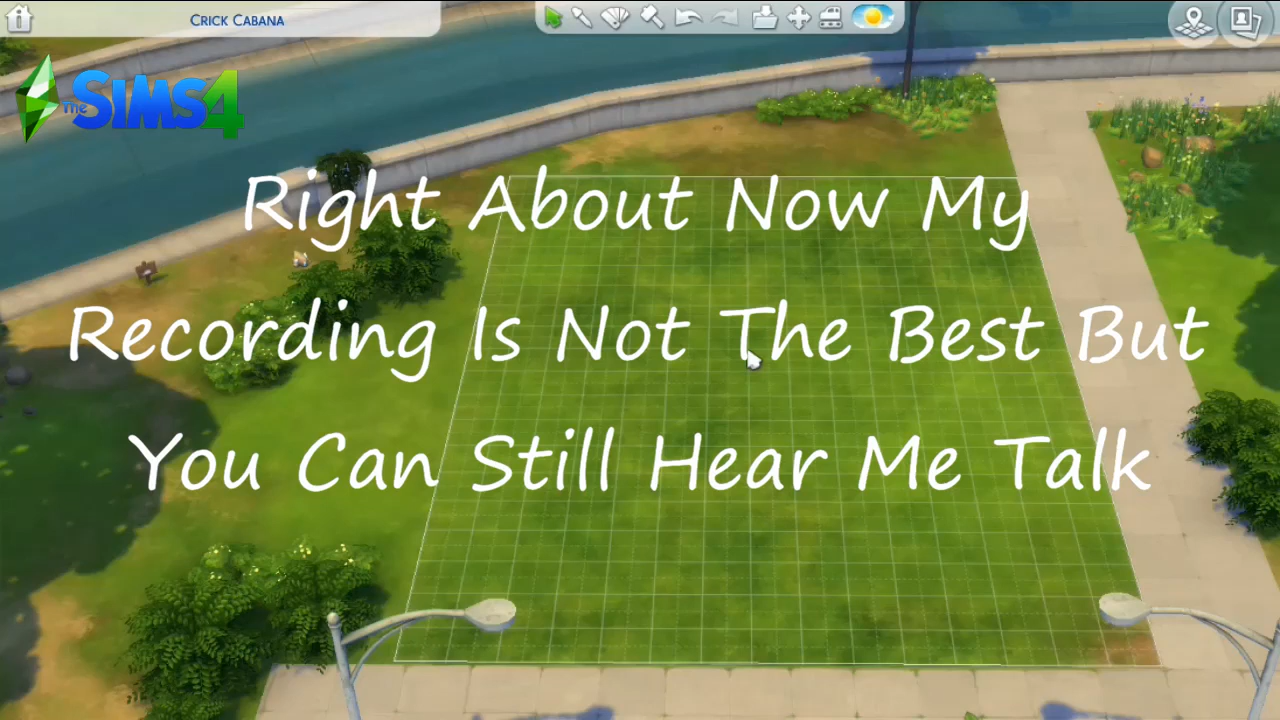 Crick Cabana
The Sims 4
Right About Now My
Recording Is Not The Best But
You Can Still Hear Me Talk